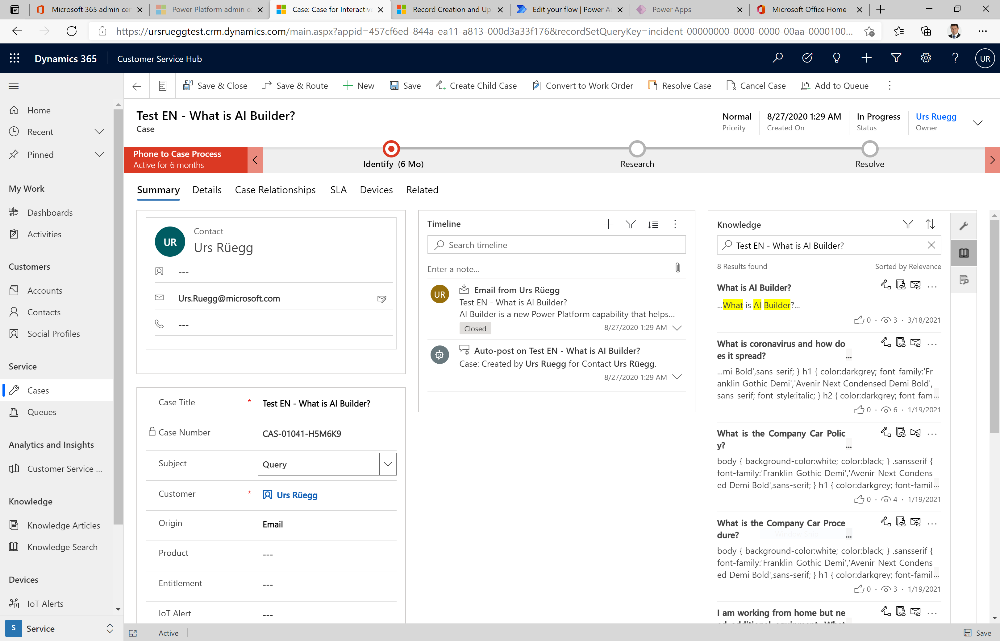 Microsoft 365 admin cen
Power Platform admin ce
Case: Case for Interactive
Record Creation and Up
Edit your flow | Power A
Power Apps
Microsoft Office Home
https://ursrueggtest.crm.dynamics.com/main.aspx?appid=457cf6ed-844a-ea11-a813-000d3a33f176&recordSetQueryKey=incident-00000000-0000-0000-00aa-0000100...
Dynamics 365
Customer Service Hub
UR
Save & Close
Save & Route
New
Save
Create Child Case
Convert to Work Order
Resolve Case
Cancel Case
Add to Queue
Home
Recent
Pinned
My Work
Dashboards
Activities
Customers
Accounts
Contacts
Social Profiles
Service
Cases
Queues
Analytics and Insights
Customer Service ...
Knowledge
Knowledge Articles
Knowledge Search
Devices
IoT Alerts
S Service
Test EN - What is AI Builder?
Case
Normal
Priority
8/27/2020 1:29 AM
Created On
In Progress
Status
Urs Ruegg
Owner
Phone to Case Process
Active for 6 months
Identify (6 Mo)
Research
Resolve
Summary
Details
Case Relationships
SLA
Devices
Related
UR
Contact
Urs Rüegg
---
Urs.Ruegg@microsoft.com
---
Case Title * Test EN - What is AI Builder?
Case Number CAS-01041-H5M6K9
Subject Query
Customer * Urs Rüegg
Origin Email
Product ---
Entitlement ---
IoT Alert ---
Timeline
Search timeline
Enter a note...
UR
Email from Urs Rüegg
Test EN - What is AI Builder?
AI Builder is a new Power Platform capability that helps...
Closed
8/27/2020 1:29 AM
Auto-post on Test EN - What is AI Builder?
Case: Created by Urs Ruegg for Contact Urs Rüegg.
8/27/2020 1:29 AM
Knowledge
Test EN - What is AI Builder?
8 Results found
Sorted by Relevance
What is AI Builder?
...What is AI Builder?...
0 · 3 · 3/18/2021
What is coronavirus and how do
es it spread? ...
...mi Bold',sans-serif; } h1 { color:darkgrey; font-family:'Fr
anklin Gothic Demi','Avenir Next Condensed Demi Bold',
sans-serif; font-style:italic; } h2 { color:darkgrey; font-fam...
0 · 6 · 1/19/2021
What is the Company Car Polic
y? ...
body { background-color:white; color:black; } .sansserif {
font-family:'Franklin Gothic Demi','Avenir Next Condens
ed Demi Bold',sans-serif; } h1 { color:darkgrey; font-famil...
0 · 4 · 1/19/2021
What is the Company Car Proce
dure? ...
body { background-color:white; color:black; } .sansserif {
font-family:'Franklin Gothic Demi','Avenir Next Condens
ed Demi Bold',sans-serif; } h1 { color:darkgrey; font-famil...
0 · 3 · 1/19/2021
I am working from home but ne
Active
Save